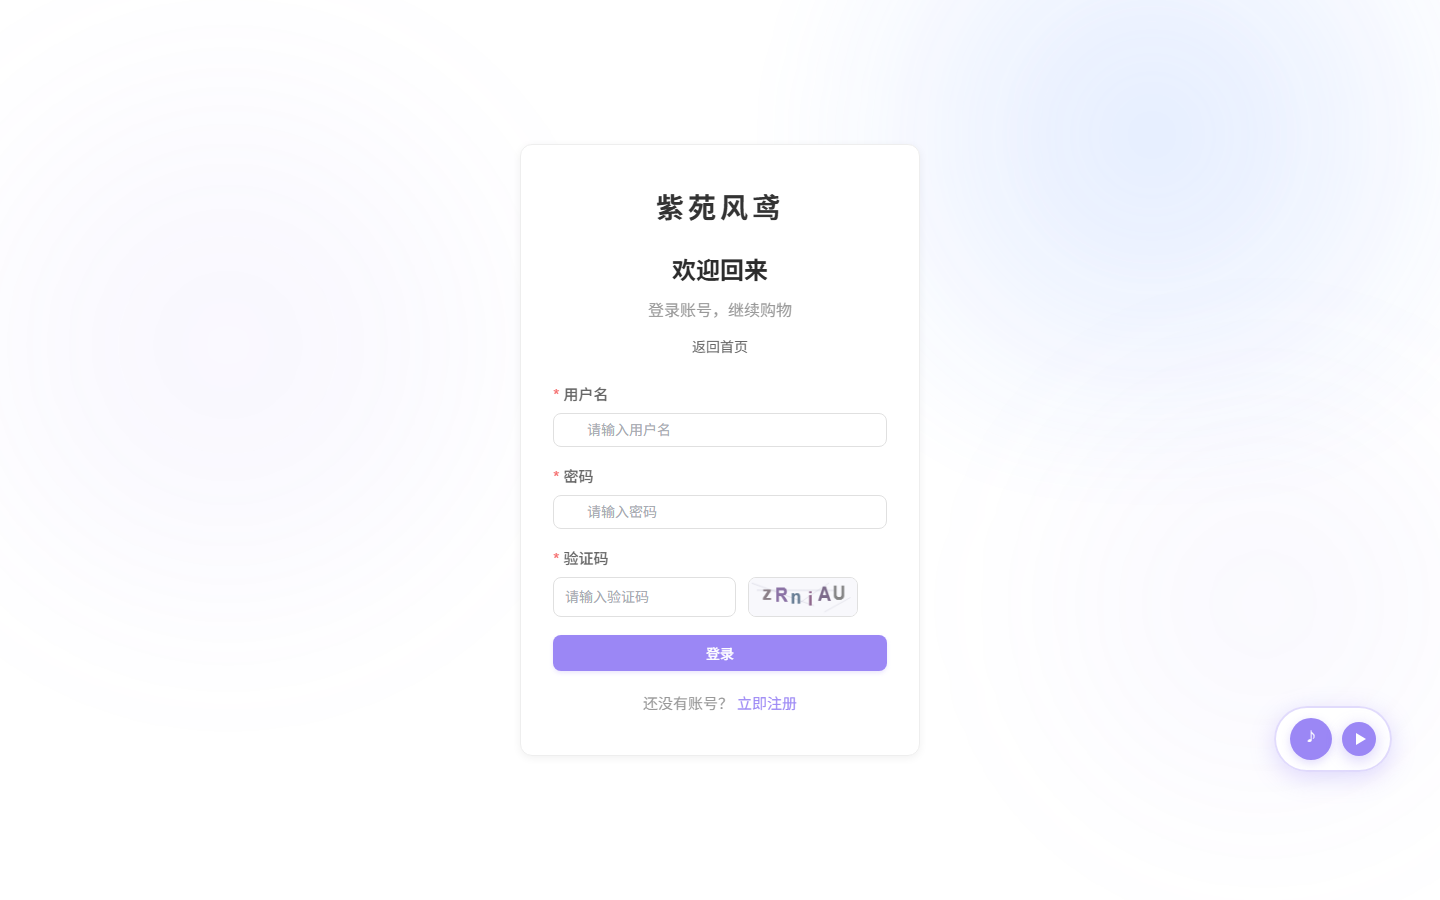 紫苑风鸢
欢迎回来
登录账号，继续购物
返回首页
* 用户名
请输入用户名
* 密码
请输入密码
* 验证码
请输入验证码
zRniAU
登录
还没有账号？ 立即注册